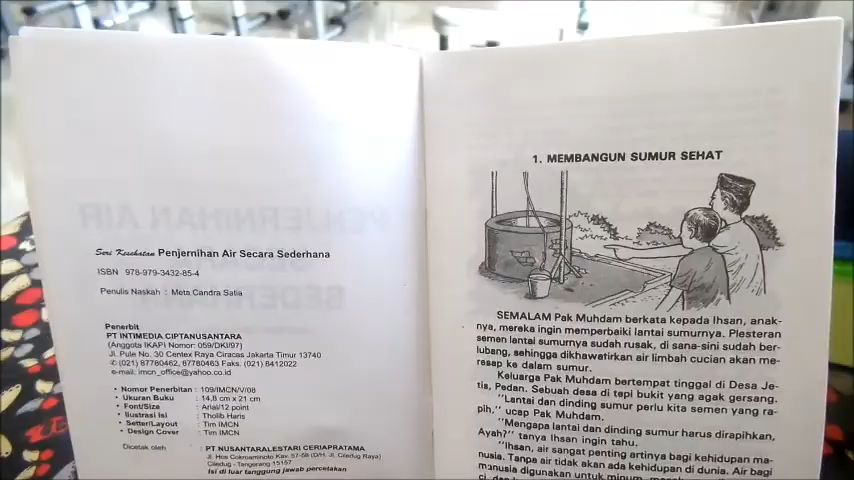 Seri Kesehatan Penjernihan Air Secara Sederhana
ISBN 978-979-3432-85-4
Penulis Naskah : Meta Candra Satia
Penerbit
PT INTIMEDIA CIPTANUSANTARA
(Anggota IKAPI Nomor: 059/DKI/97)
Jl. Pule No. 30 Centex Raya Ciracas Jakarta Timur 13740
✆ (021) 87780462, 87780463 Faks. (021) 8412022
e-mail: imcn_office@yahoo.co.id
• Nomor Penerbitan : 109/IMCN/V/08
• Ukuran Buku : 14,8 cm x 21 cm
• Font/Size : Arial/12 point
• Ilustrasi Isi : Tholib Haris
• Setter/Layout : Tim IMCN
• Design Cover : Tim IMCN
Dicetak oleh : PT NUSANTARALESTARI CERIAPRATAMA
Jl. Hos Cokroaminoto Kav. 57-58 (D/H. Jl. Ciledug Raya)
Ciledug - Tangerang 15157
Isi di luar tanggung jawab percetakan
1. MEMBANGUN SUMUR SEHAT
SEMALAM Pak Muhdam berkata kepada Ihsan, anak-
nya, mereka ingin memperbaiki lantai sumurnya. Plesteran
semen lantai sumurnya sudah rusak, di sana-sini sudah ber-
lubang, sehingga dikhawatirkan air limbah cucian akan me-
resap ke dalam sumur.
Keluarga Pak Muhdam bertempat tinggal di Desa Je-
tis, Pedan. Sebuah desa di tepi bukit yang agak gersang.
"Lantai dan dinding sumur perlu kita semen yang ra-
pih," ucap Pak Muhdam.
"Mengapa lantai dan dinding sumur harus dirapihkan,
Ayah?" tanya Ihsan ingin tahu.
"Ihsan, air sangat penting artinya bagi kehidupan ma-
nusia. Tanpa air tidak akan ada kehidupan di dunia. Air bagi
manusia digunakan untuk minum,